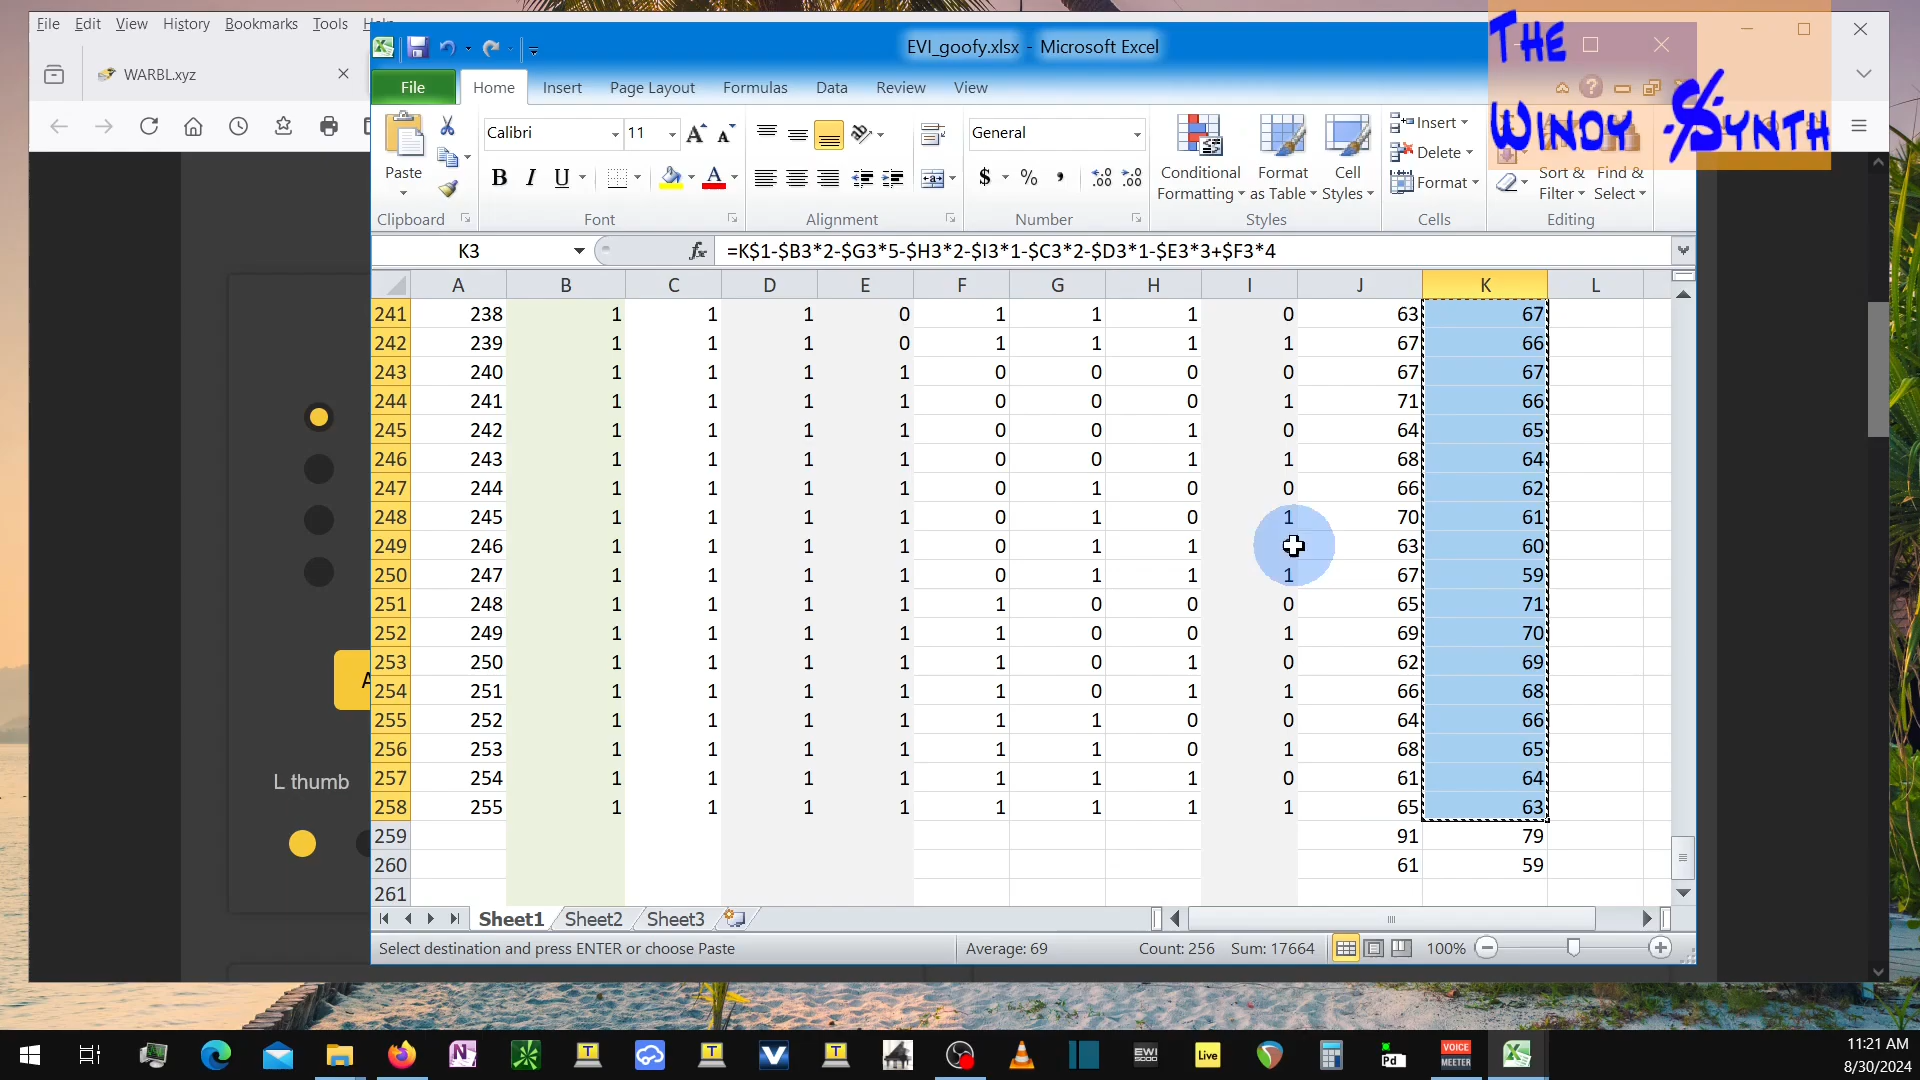 File Edit View History Bookmarks Tools
EVI_goofy.xlsx - Microsoft Excel
THE
WINDY SYNTH
WARBL.xyz
File Home Insert Page Layout Formulas Data Review View
Paste
Calibri 11
General
Conditional Formatting
Format as Table
Cell Styles
Insert
Delete
Format
Sort & Filter
Find & Select
Clipboard Font Alignment Number Styles Cells Editing
K3 fx =K$1-$B3*2-$G3*5-$H3*2-$I3*1-$C3*2-$D3*1-$E3*3+$F3*4
A B C D E F G H I J K L
241 238 1 1 1 0 1 1 1 0 63 67
242 239 1 1 1 0 1 1 1 1 67 66
243 240 1 1 1 1 0 0 0 0 67 67
244 241 1 1 1 1 0 0 0 1 71 66
245 242 1 1 1 1 0 0 1 0 64 65
246 243 1 1 1 1 0 0 1 1 68 64
247 244 1 1 1 1 0 1 0 0 66 62
248 245 1 1 1 1 0 1 0 1 70 61
249 246 1 1 1 1 0 1 1 63 60
250 247 1 1 1 1 0 1 1 1 67 59
251 248 1 1 1 1 1 0 0 0 65 71
252 249 1 1 1 1 1 0 0 1 69 70
253 250 1 1 1 1 1 0 1 0 62 69
254 251 1 1 1 1 1 0 1 1 66 68
255 252 1 1 1 1 1 1 0 0 64 66
256 253 1 1 1 1 1 1 0 1 68 65
257 254 1 1 1 1 1 1 1 0 61 64
258 255 1 1 1 1 1 1 1 1 65 63
259 91 79
260 61 59
261
L thumb
Sheet1 Sheet2 Sheet3
Select destination and press ENTER or choose Paste Average: 69 Count: 256 Sum: 17664 100%
11:21 AM
8/30/2024
EWI 5000
Live
Pd
VOICE MEETER